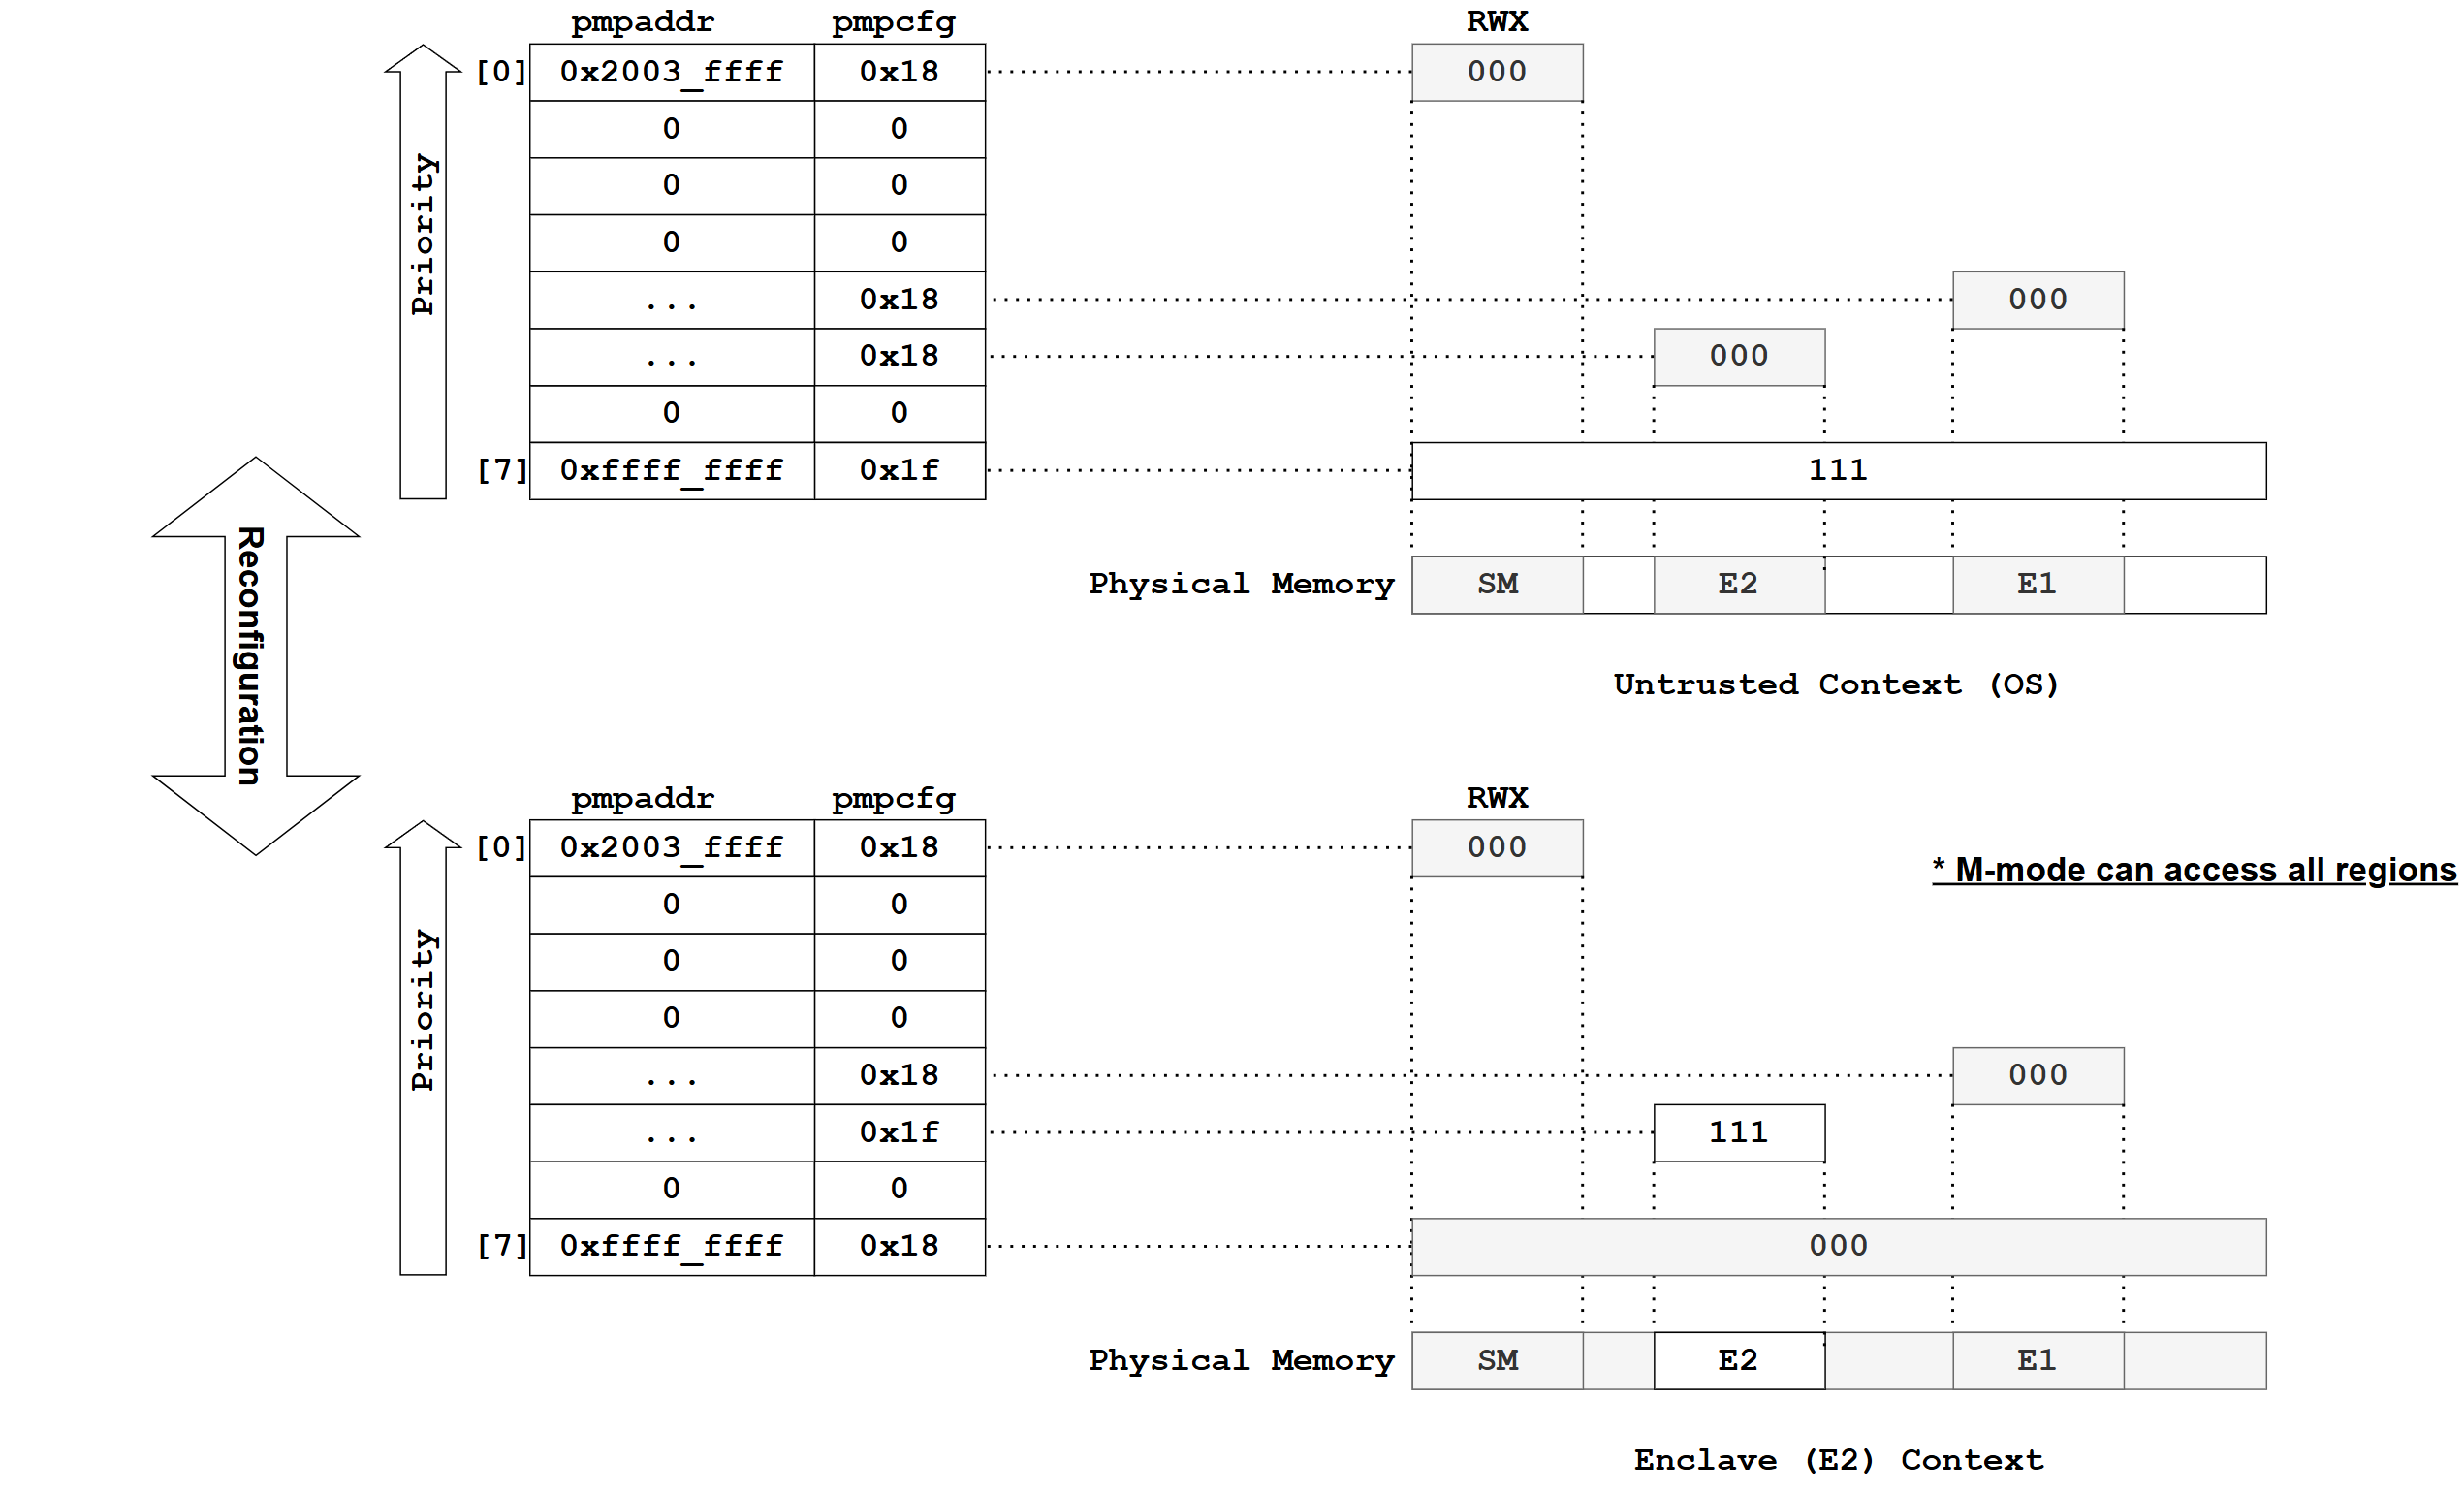 pmpaddr pmpcfg RWX
[0] 0x2003_ffff 0x18 000
0 0
0 0
0 0
... 0x18 000
... 0x18 000
0 0
[7] 0xffff_ffff 0x1f 111
Priority
Physical Memory SM E2 E1
Untrusted Context (OS)
Reconfiguration
pmpaddr pmpcfg RWX
[0] 0x2003_ffff 0x18 000
* M-mode can access all regions
0 0
0 0
0 0
... 0x18 000
... 0x1f 111
0 0
[7] 0xffff_ffff 0x18 000
Priority
Physical Memory SM E2 E1
Enclave (E2) Context